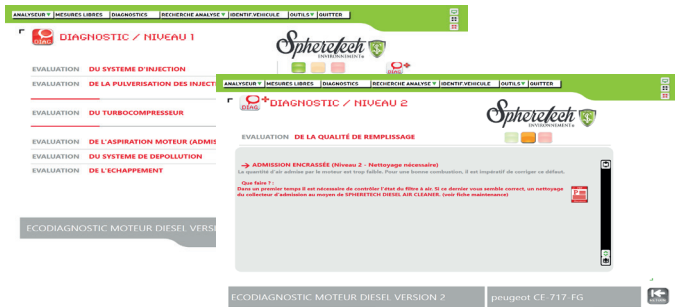 ANALYSEUR MESURES LIBRES DIAGNOSTICS RECHERCHE ANALYSE IDENTIF.VEHICULE OUTILS QUITTER
DIAG DIAGNOSTIC / NIVEAU 1
Spheretech
ENVIRONNEMENT
EVALUATION DU SYSTEME D'INJECTION
DIAG
EVALUATION DE LA PULVERISATION DES INJECT
EVALUATION DU TURBOCOMPRESSEUR
EVALUATION DE L'ASPIRATION MOTEUR (ADMIS
EVALUATION DU SYSTEME DE DEPOLLUTION
EVALUATION DE L'ECHAPPEMENT
ECODIAGNOSTIC MOTEUR DIESEL VERSI
ANALYSEUR MESURES LIBRES DIAGNOSTICS RECHERCHE ANALYSE IDENTIF.VEHICULE OUTILS QUITTER
DIAG + DIAGNOSTIC / NIVEAU 2
Spheretech
ENVIRONNEMENT
EVALUATION DE LA QUALITÉ DE REMPLISSAGE
→ ADMISSION ENCRASSÉE (Niveau 2 - Nettoyage nécessaire)
La quantité d'air admise par le moteur est trop faible. Pour une bonne combustion, il est impératif de corriger ce défaut.
Que faire ? :
Dans un premier temps il est nécessaire de contrôler l'état du filtre à air. Si ce dernier vous semble correct, un nettoyage
du collecteur d'admission au moyen de SPHERETECH DIESEL AIR CLEANER. (voir fiche maintenance)
ECODIAGNOSTIC MOTEUR DIESEL VERSION 2
peugeot CE-717-FG